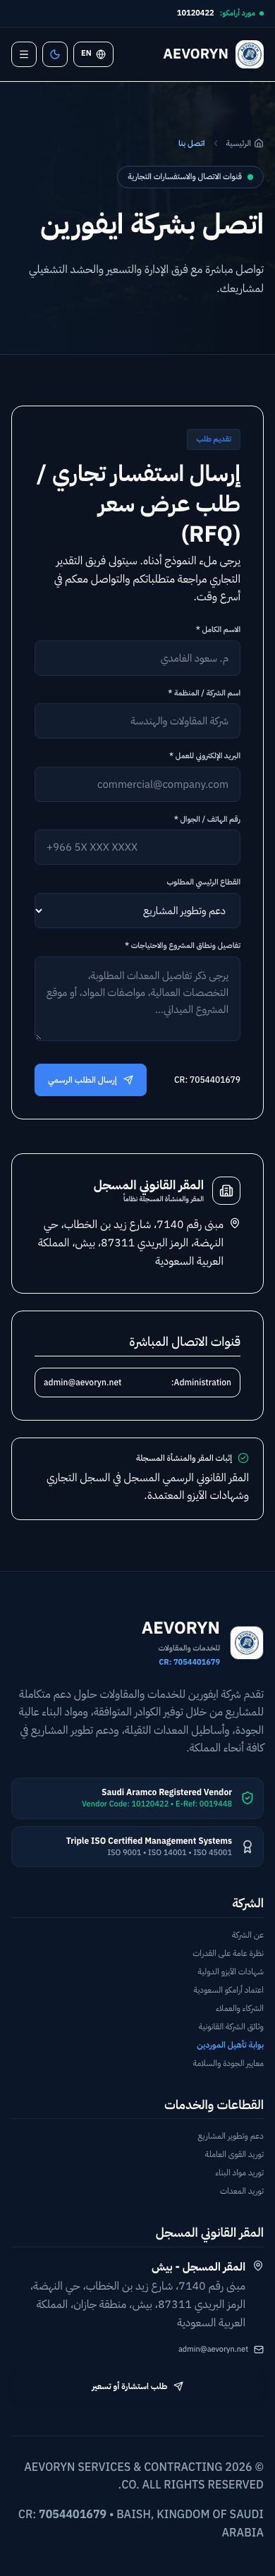 مورد أرامكو: 10120422
AEVORYN
EN
الرئيسية
اتصل بنا
قنوات الاتصال والاستفسارات التجارية
اتصل بشركة ايفورين
تواصل مباشرة مع فرق الإدارة والتسعير والحشد التشغيلي
لمشاريعك.
تقديم طلب
إرسال استفسار تجاري /
طلب عرض سعر
(RFQ)
يرجى ملء النموذج أدناه. سيتولى فريق التقدير
التجاري مراجعة متطلباتكم والتواصل معكم في
أسرع وقت.
الاسم الكامل *
م. سعود الغامدي
اسم الشركة / المنظمة *
شركة المقاولات والهندسة
البريد الإلكتروني للعمل *
commercial@company.com
رقم الهاتف / الجوال *
+966 5X XXX XXXX
القطاع الرئيسي المطلوب
دعم وتطوير المشاريع
تفاصيل ونطاق المشروع والاحتياجات *
يرجى ذكر تفاصيل المعدات المطلوبة،
التخصصات العمالية، مواصفات المواد، أو موقع
المشروع الميداني...
CR: 7054401679
إرسال الطلب الرسمي
المقر القانوني المسجل
المقر والمنشأة المسجلة نظاماً
مبنى رقم 7140، شارع زيد بن الخطاب، حي
النهضة، الرمز البريدي 87311، بيش، المملكة
العربية السعودية
قنوات الاتصال المباشرة
Administration:
admin@aevoryn.net
إثبات المقر والمنشأة المسجلة
المقر القانوني الرسمي المسجل في السجل التجاري
وشهادات الآيزو المعتمدة.
AEVORYN
للخدمات والمقاولات
CR: 7054401679
تقدم شركة ايفورين للخدمات والمقاولات حلول دعم متكاملة
للمشاريع من خلال توفير الكوادر المتوافقة، ومواد البناء عالية
الجودة، وأساطيل المعدات الثقيلة، ودعم تطوير المشاريع في
كافة أنحاء المملكة.
Saudi Aramco Registered Vendor
Vendor Code: 10120422 • E-Ref: 0019448
Triple ISO Certified Management Systems
ISO 9001 • ISO 14001 • ISO 45001
الشركة
عن الشركة
نظرة عامة على القدرات
شهادات الآيزو الدولية
اعتماد أرامكو السعودية
الشركاء والعملاء
وثائق الشركة القانونية
بوابة تأهيل الموردين
معايير الجودة والسلامة
القطاعات والخدمات
دعم وتطوير المشاريع
توريد القوى العاملة
توريد مواد البناء
توريد المعدات
المقر القانوني المسجل
المقر المسجل - بيش
مبنى رقم 7140، شارع زيد بن الخطاب، حي النهضة،
الرمز البريدي 87311، بيش، منطقة جازان، المملكة
العربية السعودية
admin@aevoryn.net
طلب استشارة أو تسعير
© 2026 AEVORYN SERVICES & CONTRACTING
CO. ALL RIGHTS RESERVED.
CR: 7054401679 • BAISH, KINGDOM OF SAUDI
ARABIA